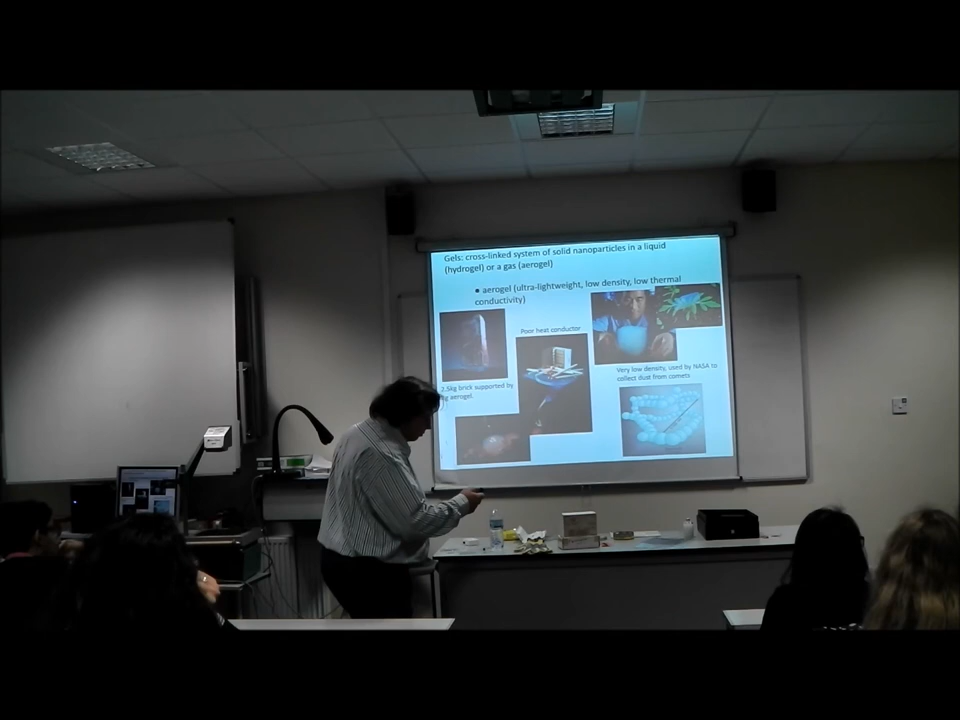 Gels: cross-linked system of solid nanoparticles in a liquid
(hydrogel) or a gas (aerogel)
• aerogel (ultra-lightweight, low density, low thermal
conductivity)
Poor heat conductor
Very low density, used by NASA to
collect dust from comets
2.5kg brick supported by
aerogel.